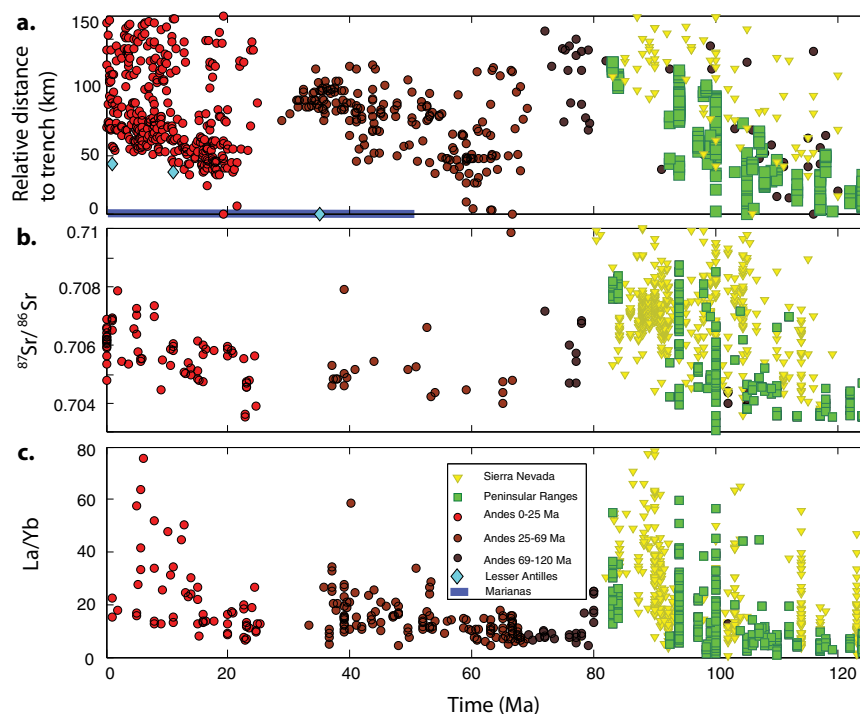 a.
150
100
50
0
Relative distance
to trench (km)
b.
0.71
0.708
0.706
0.704
87Sr/ 86Sr
c.
80
60
40
20
0
La/Yb
Sierra Nevada
Peninsular Ranges
Andes 0-25 Ma
Andes 25-69 Ma
Andes 69-120 Ma
Lesser Antilles
Marianas
0 20 40 60 80 100 120
Time (Ma)